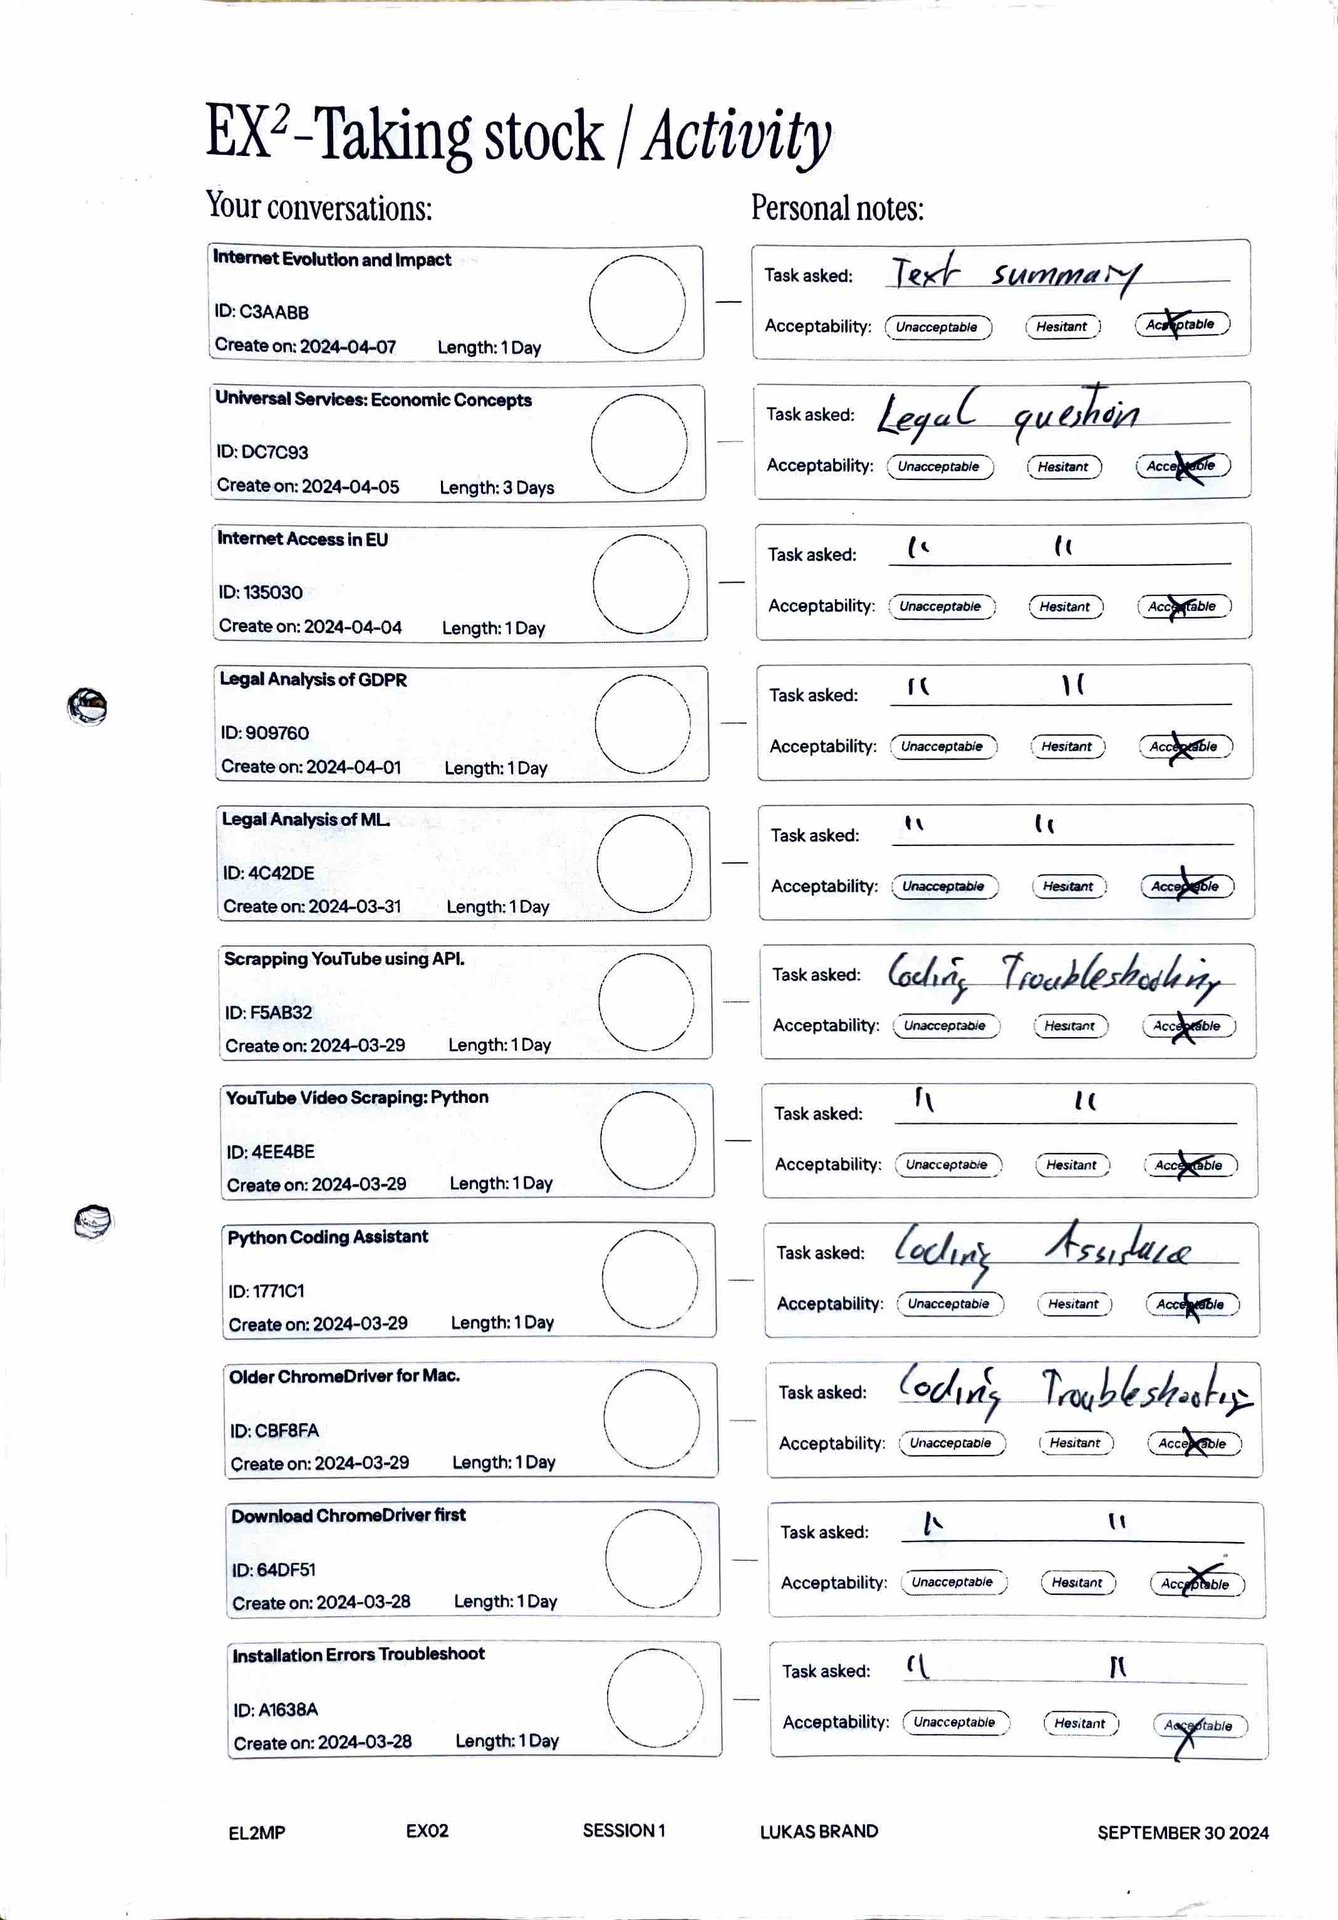 EX²-Taking stock / Activity
Your conversations:
Personal notes:
Internet Evolution and Impact
ID: C3AABB
Create on: 2024-04-07 Length: 1 Day
Task asked: Text summary
Acceptability: Unacceptable Hesitant Acceptable
Universal Services: Economic Concepts
ID: DC7C93
Create on: 2024-04-05 Length: 3 Days
Task asked: Legal question
Acceptability: Unacceptable Hesitant Acceptable
Internet Access in EU
ID: 135030
Create on: 2024-04-04 Length: 1 Day
Task asked: " "
Acceptability: Unacceptable Hesitant Acceptable
Legal Analysis of GDPR
ID: 909760
Create on: 2024-04-01 Length: 1 Day
Task asked: " "
Acceptability: Unacceptable Hesitant Acceptable
Legal Analysis of ML.
ID: 4C42DE
Create on: 2024-03-31 Length: 1 Day
Task asked: " "
Acceptability: Unacceptable Hesitant Acceptable
Scrapping YouTube using API.
ID: F5AB32
Create on: 2024-03-29 Length: 1 Day
Task asked: Coding Troubleshooting
Acceptability: Unacceptable Hesitant Acceptable
YouTube Video Scraping: Python
ID: 4EE4BE
Create on: 2024-03-29 Length: 1 Day
Task asked: " "
Acceptability: Unacceptable Hesitant Acceptable
Python Coding Assistant
ID: 1771C1
Create on: 2024-03-29 Length: 1 Day
Task asked: Coding Assistance
Acceptability: Unacceptable Hesitant Acceptable
Older ChromeDriver for Mac.
ID: CBF8FA
Create on: 2024-03-29 Length: 1 Day
Task asked: Coding Troubleshooting
Acceptability: Unacceptable Hesitant Acceptable
Download ChromeDriver first
ID: 64DF51
Create on: 2024-03-28 Length: 1 Day
Task asked: " "
Acceptability: Unacceptable Hesitant Acceptable
Installation Errors Troubleshoot
ID: A1638A
Create on: 2024-03-28 Length: 1 Day
Task asked: " "
Acceptability: Unacceptable Hesitant Acceptable
EL2MP EX02 SESSION 1 LUKAS BRAND SEPTEMBER 30 2024